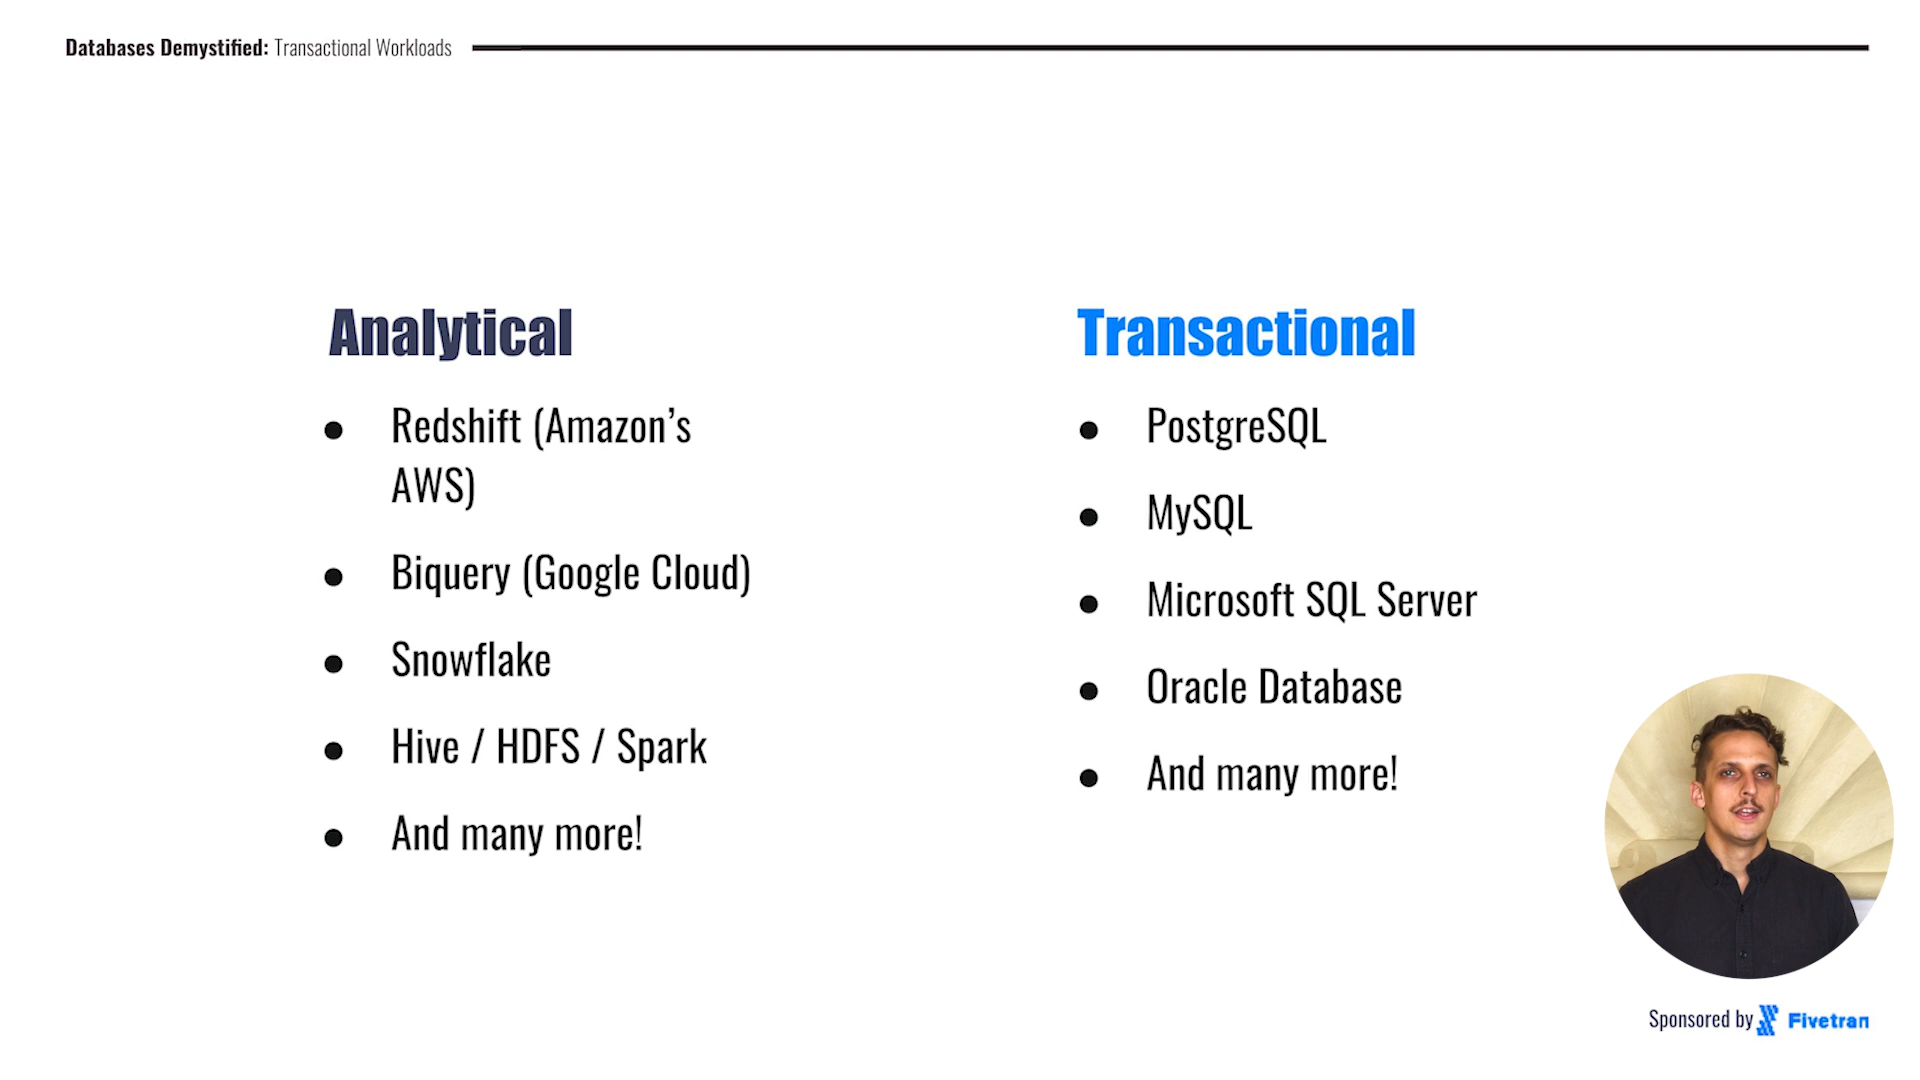 Databases Demystified: Transactional Workloads
Analytical
● Redshift (Amazon’s
AWS)
● Biquery (Google Cloud)
● Snowflake
● Hive / HDFS / Spark
● And many more!
Transactional
● PostgreSQL
● MySQL
● Microsoft SQL Server
● Oracle Database
● And many more!
Sponsored by Fivetran